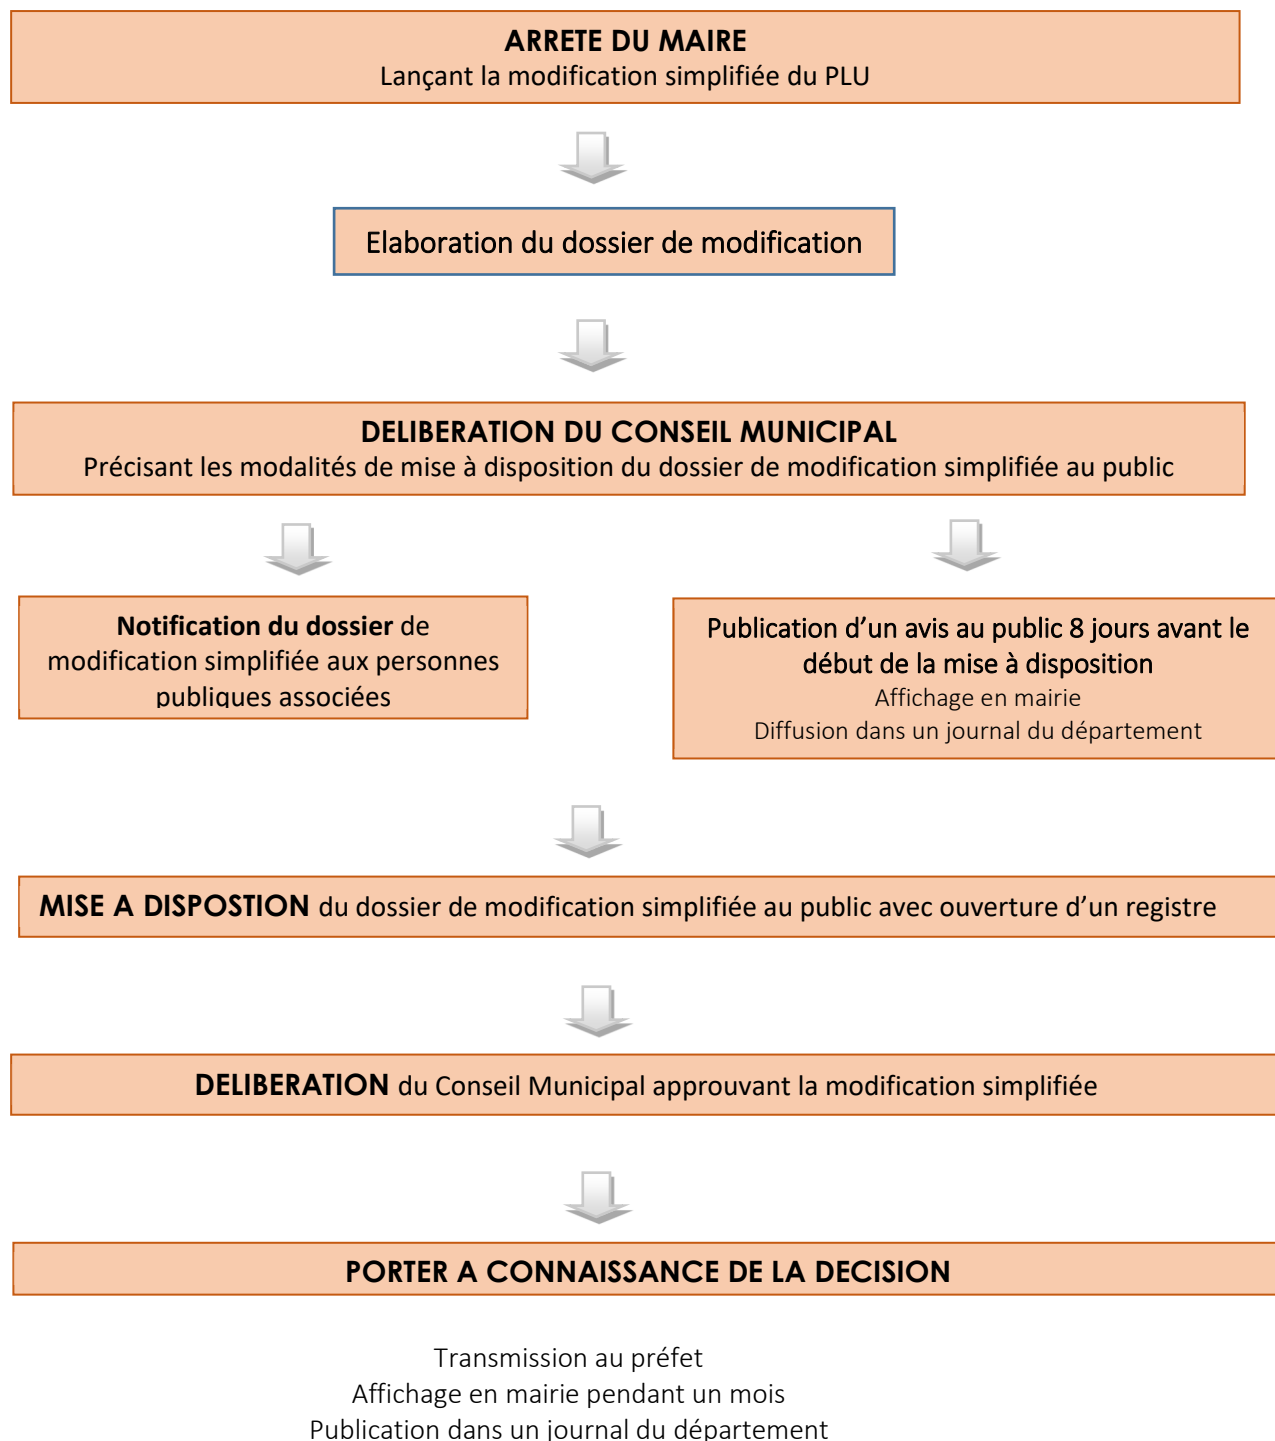 ARRETE DU MAIRE
Lançant la modification simplifiée du PLU
Elaboration du dossier de modification
DELIBERATION DU CONSEIL MUNICIPAL
Précisant les modalités de mise à disposition du dossier de modification simplifiée au public
Notification du dossier de
modification simplifiée aux personnes
publiques associées
Publication d’un avis au public 8 jours avant le
début de la mise à disposition
Affichage en mairie
Diffusion dans un journal du département
MISE A DISPOSTION du dossier de modification simplifiée au public avec ouverture d’un registre
DELIBERATION du Conseil Municipal approuvant la modification simplifiée
PORTER A CONNAISSANCE DE LA DECISION
Transmission au préfet
Affichage en mairie pendant un mois
Publication dans un journal du département